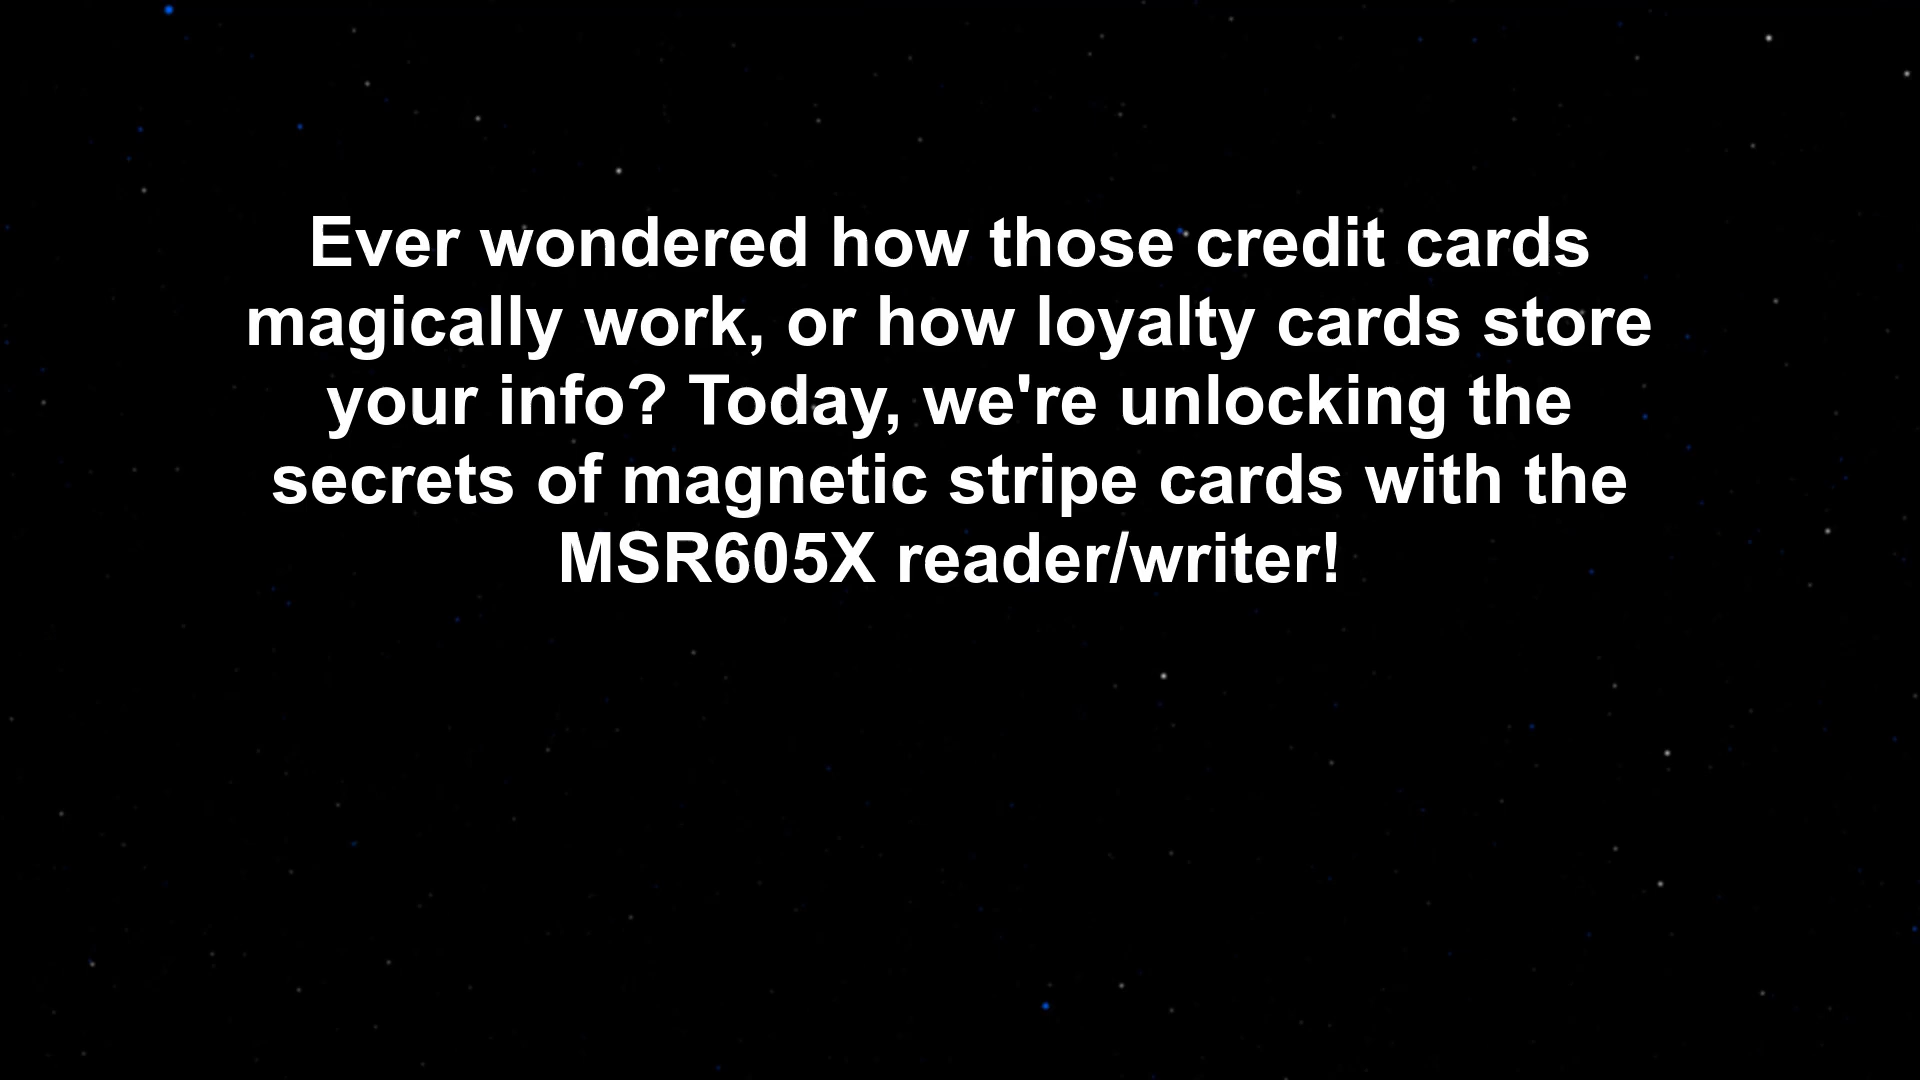 Ever wondered how those credit cards
magically work, or how loyalty cards store
your info? Today, we're unlocking the
secrets of magnetic stripe cards with the
MSR605X reader/writer!